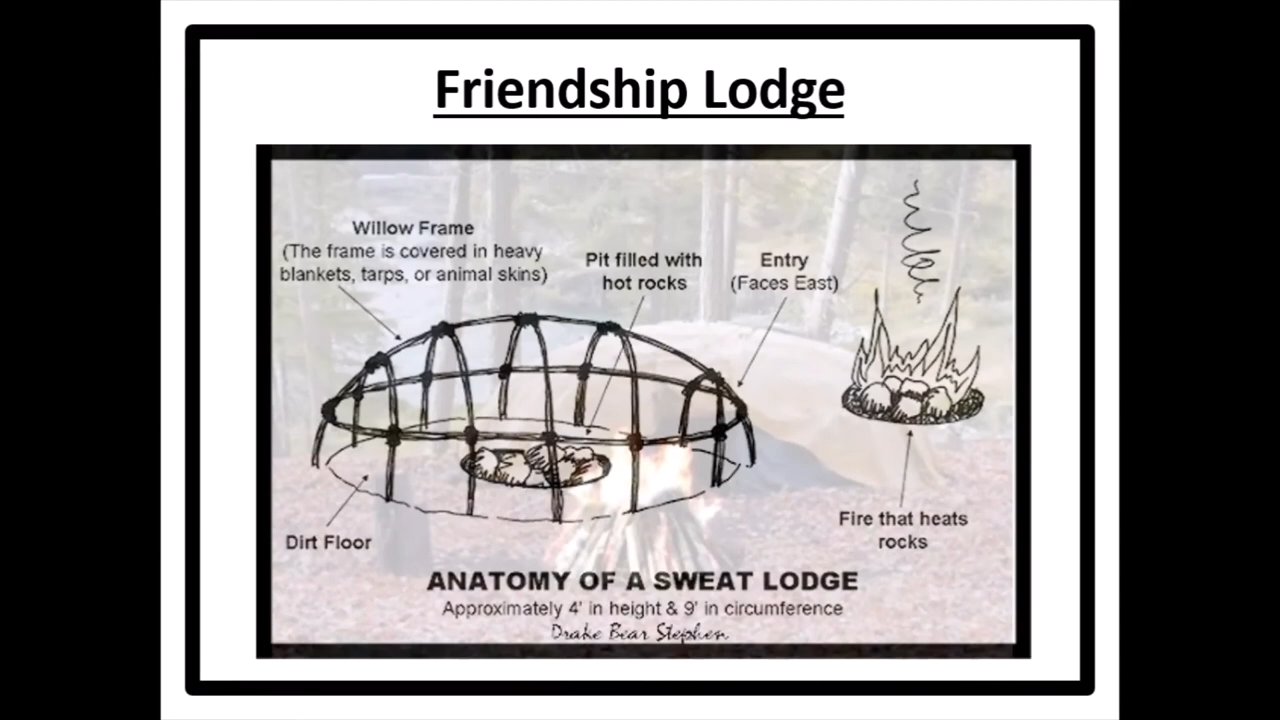 Friendship Lodge
Willow Frame
(The frame is covered in heavy
blankets, tarps, or animal skins)
Pit filled with
hot rocks
Entry
(Faces East)
Dirt Floor
Fire that heats
rocks
ANATOMY OF A SWEAT LODGE
Approximately 4' in height & 9' in circumference
Drake Bear Stephen